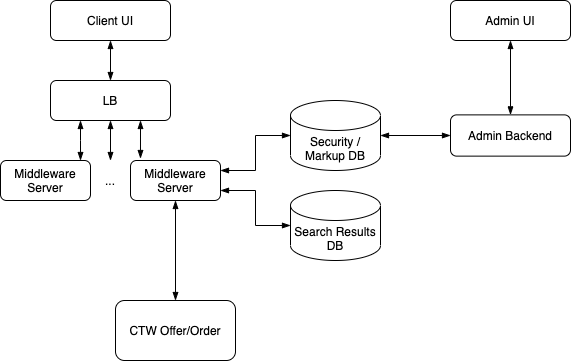 Client UI
Admin UI
LB
Security /
Markup DB
Admin Backend
Middleware
Server
...
Middleware
Server
Search Results
DB
CTW Offer/Order